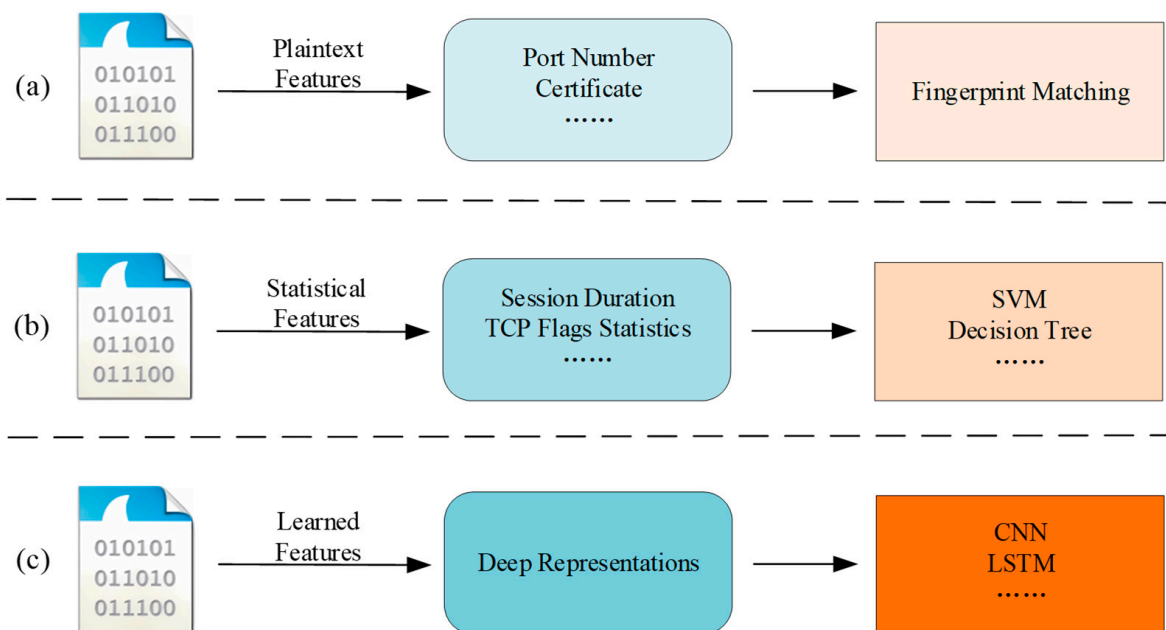 (a)
010101
011010
011100
Plaintext
Features
Port Number
Certificate
……
Fingerprint Matching
(b)
010101
011010
011100
Statistical
Features
Session Duration
TCP Flags Statistics
……
SVM
Decision Tree
……
(c)
010101
011010
011100
Learned
Features
Deep Representations
CNN
LSTM
……